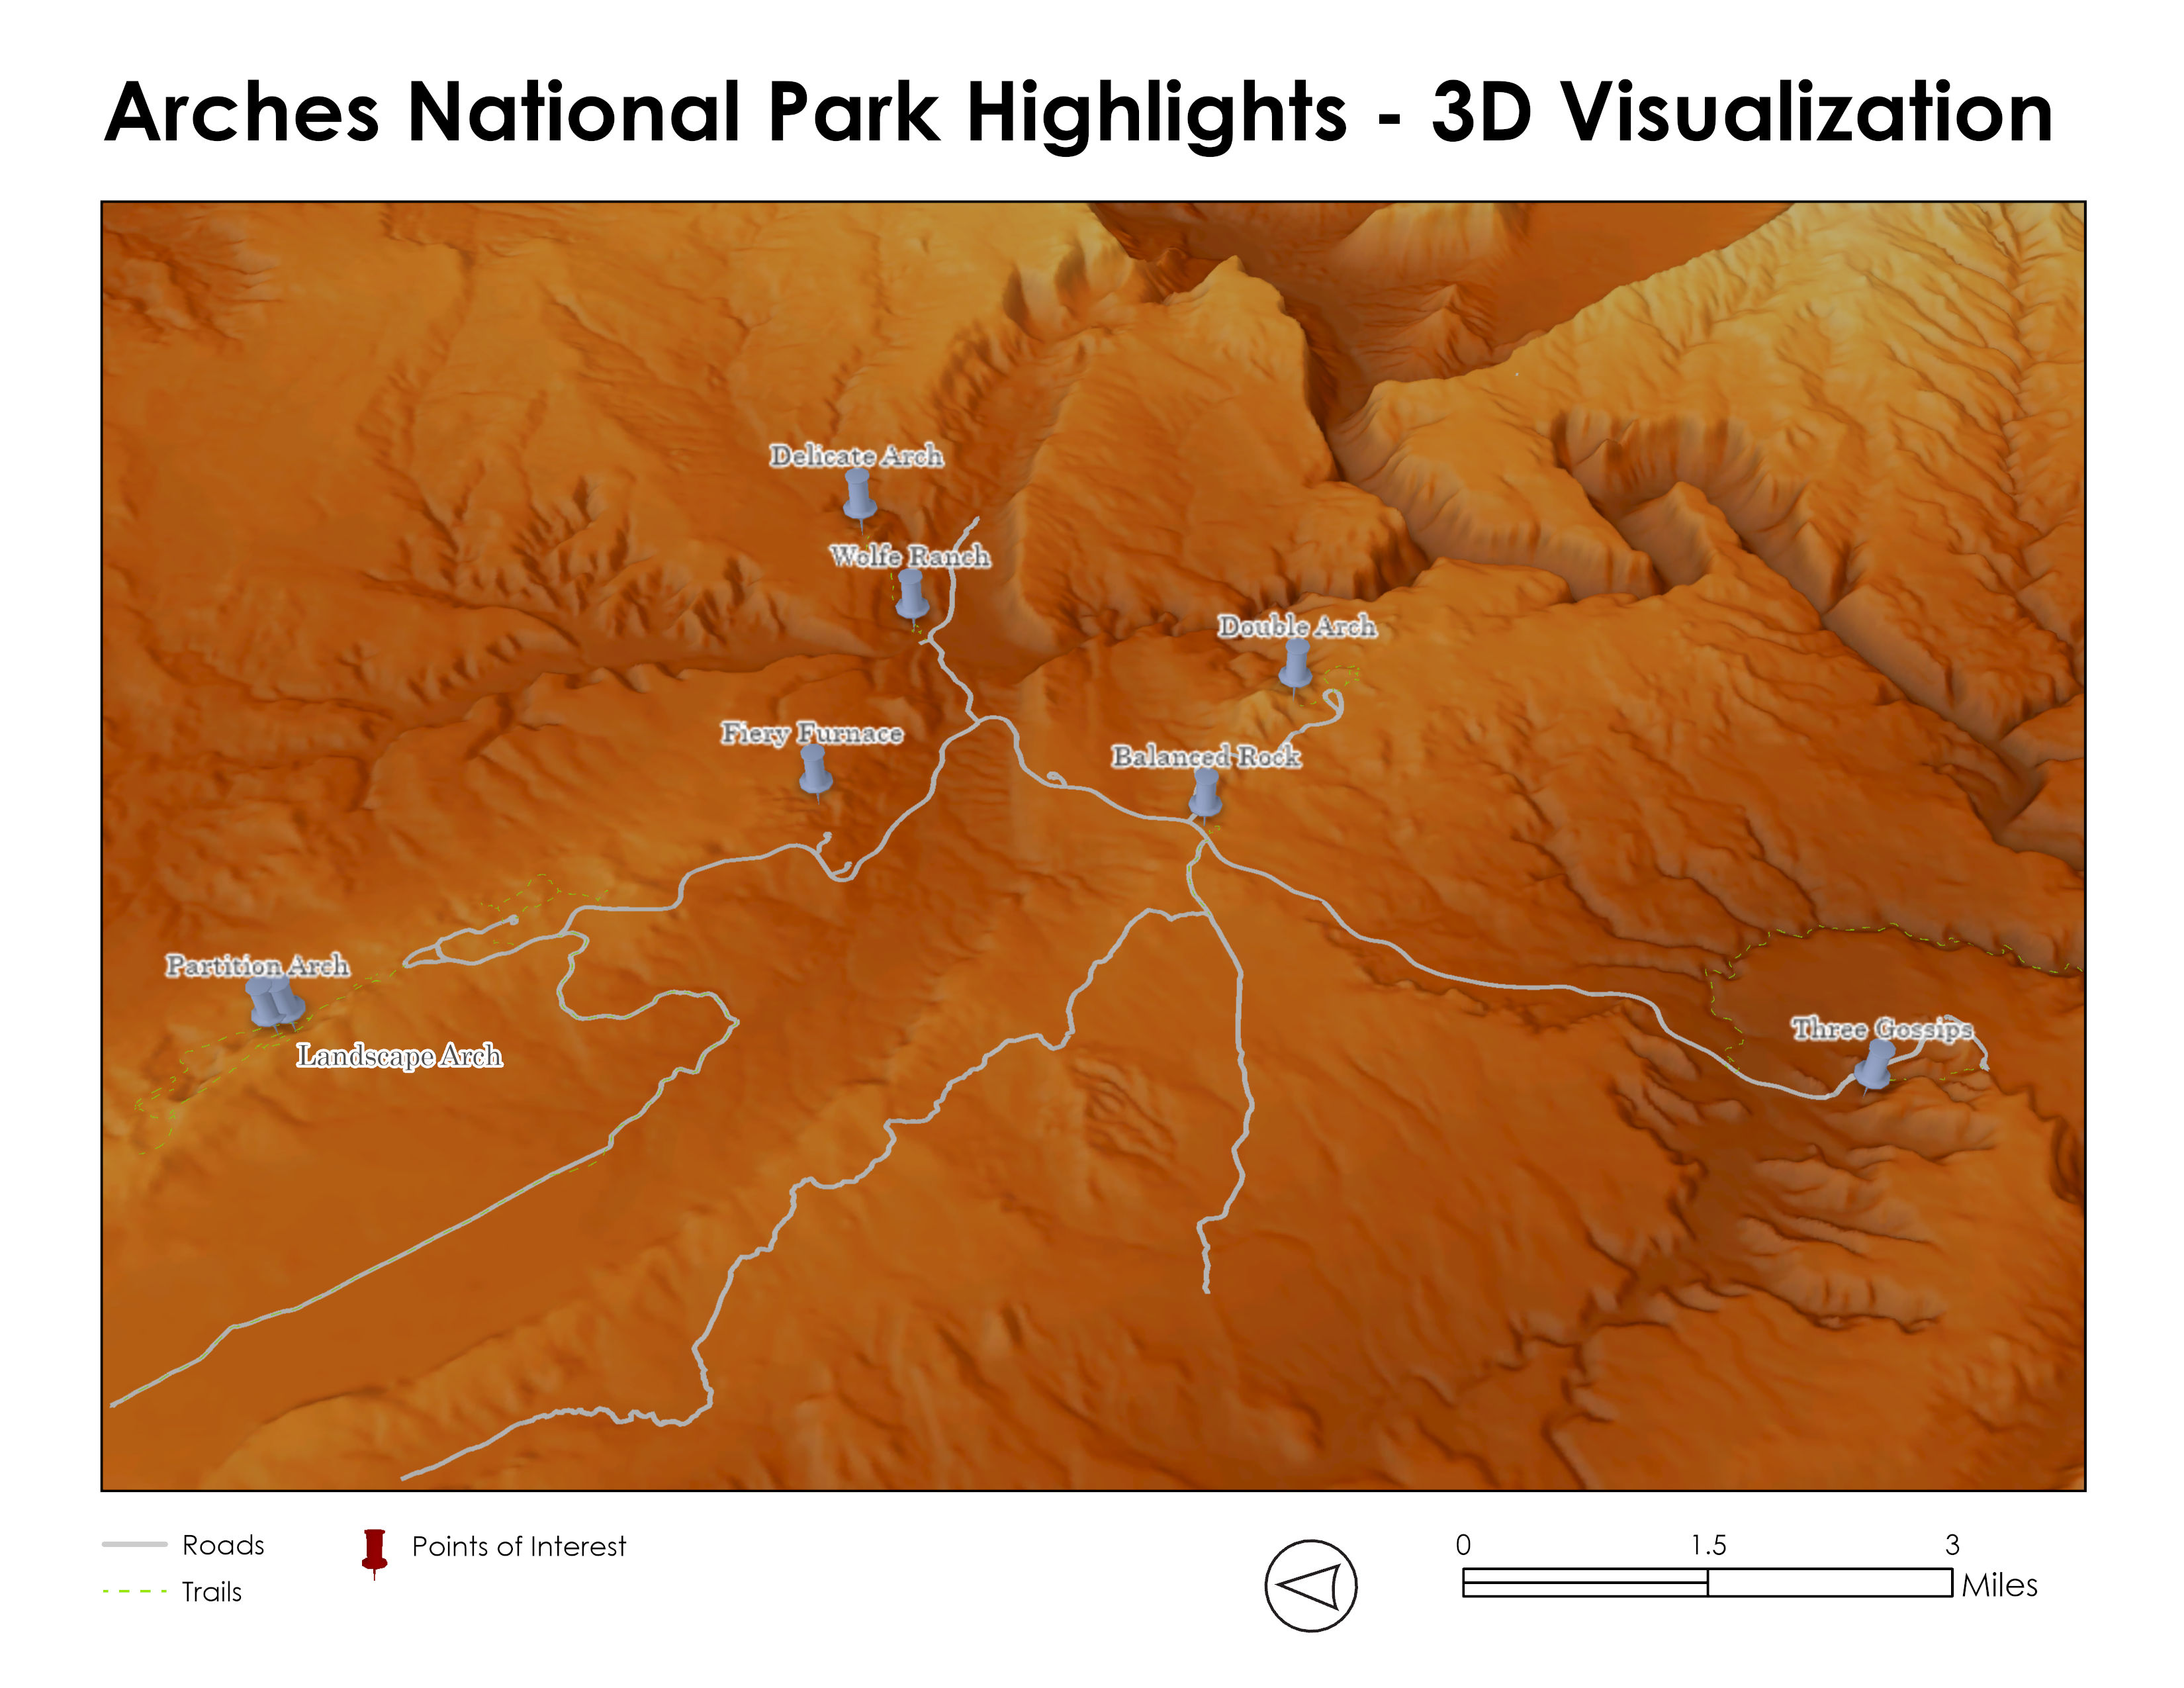 Arches National Park Highlights - 3D Visualization
Delicate Arch
Wolfe Ranch
Double Arch
Fiery Furnace
Balanced Rock
Partition Arch
Three Gossips
Landscape Arch
Roads
Points of Interest
Trails
0 1.5 3
Miles